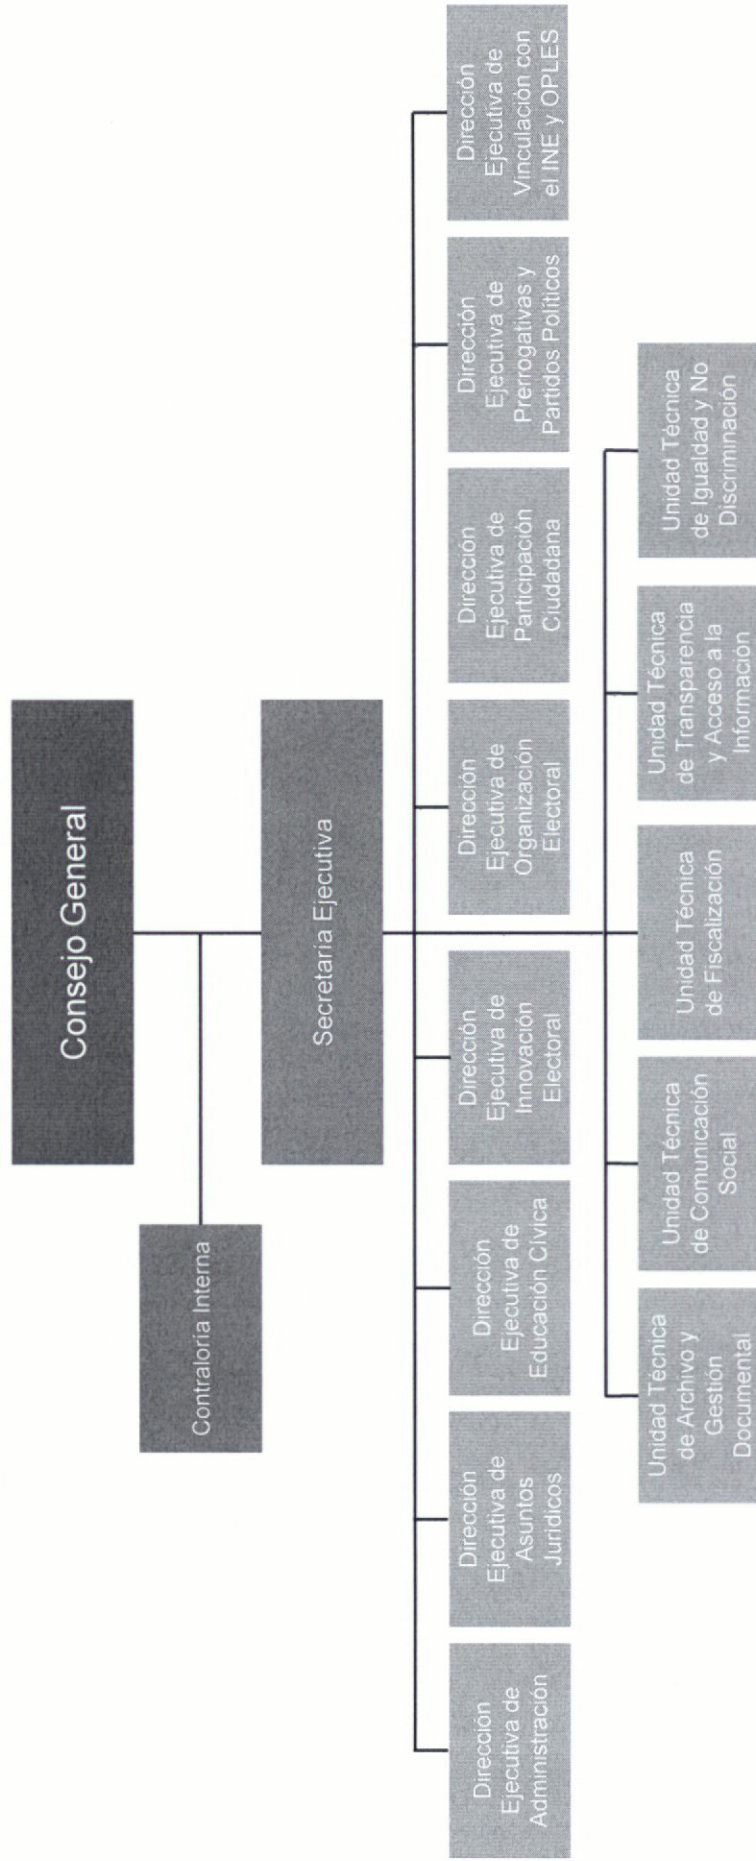 Consejo General
Contraloría Interna
Secretaria Ejecutiva
Dirección
Ejecutiva de
Administración
Dirección
Ejecutiva de
Asuntos
Jurídicos
Dirección
Ejecutiva de
Educación Cívica
Dirección
Ejecutiva de
Innovación
Electoral
Dirección
Ejecutiva de
Organización
Electoral
Dirección
Ejecutiva de
Participación
Ciudadana
Dirección
Ejecutiva de
Prerrogativas y
Partidos Políticos
Dirección
Ejecutiva de
Vinculación con
el INE y OPLES
Unidad Técnica
de Archivo y
Gestión
Documental
Unidad Técnica
de Comunicación
Social
Unidad Técnica
de Fiscalización
Unidad Técnica
de Transparencia
y Acceso a la
Información
Unidad Técnica
de Igualdad y No
Discriminación